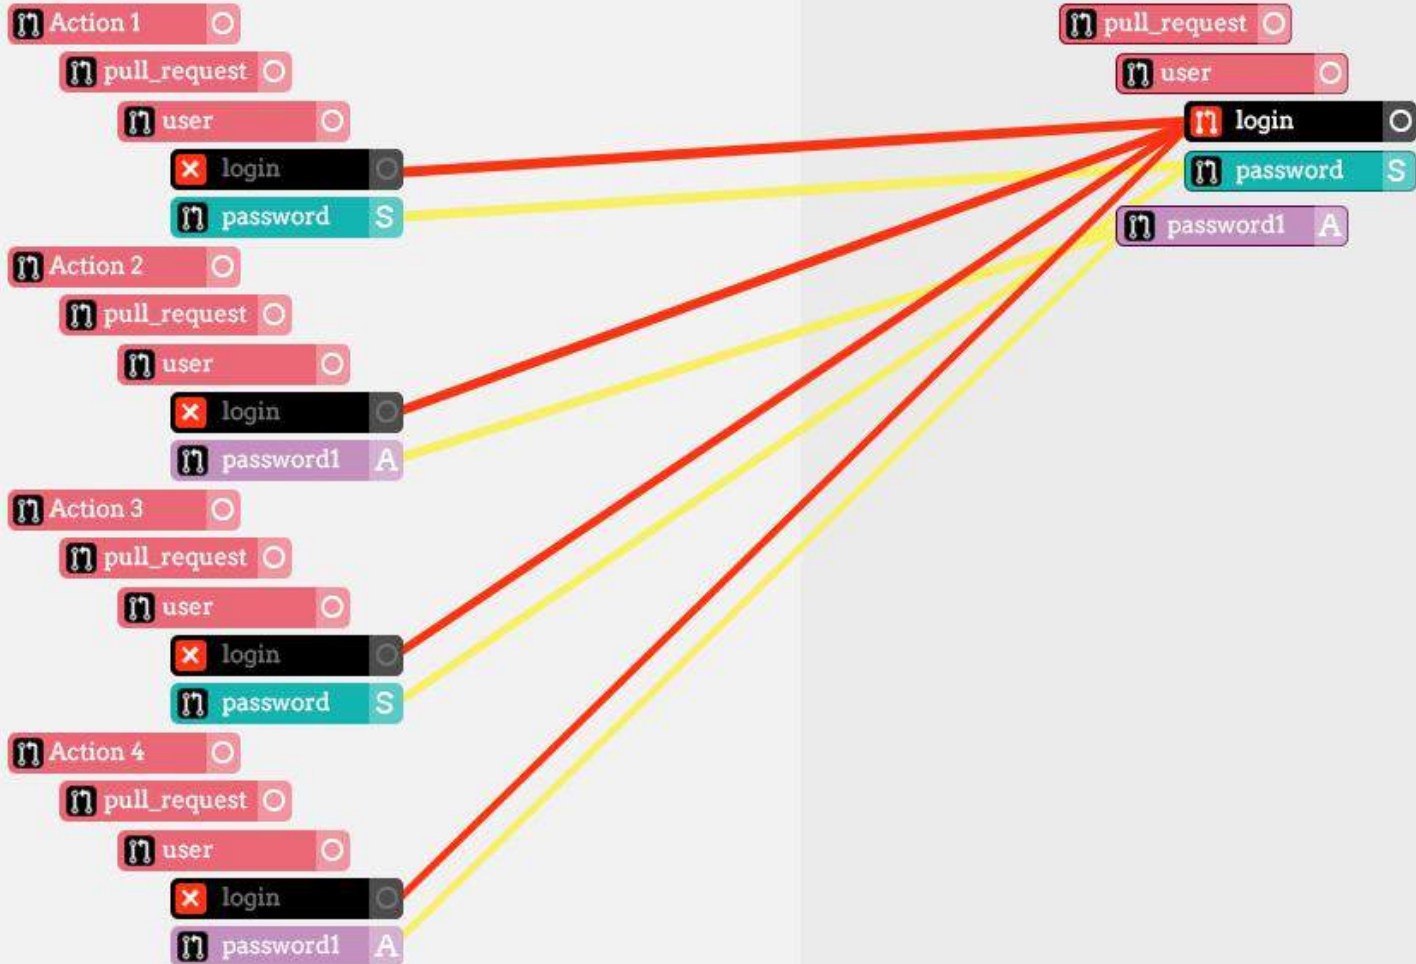 Action 1
pull_request
user
login
password S
Action 2
pull_request
user
login
password1 A
Action 3
pull_request
user
login
password S
Action 4
pull_request
user
login
password1 A
pull_request
user
login
password S
password1 A